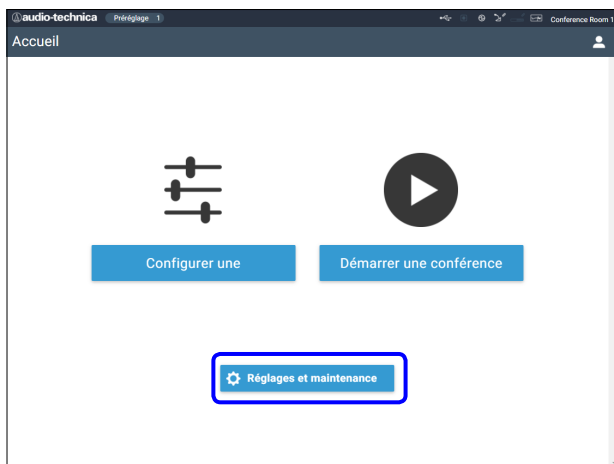 audio-technica Préréglage 1 Conference Room 1
Accueil
Configurer une Démarrer une conférence
Réglages et maintenance